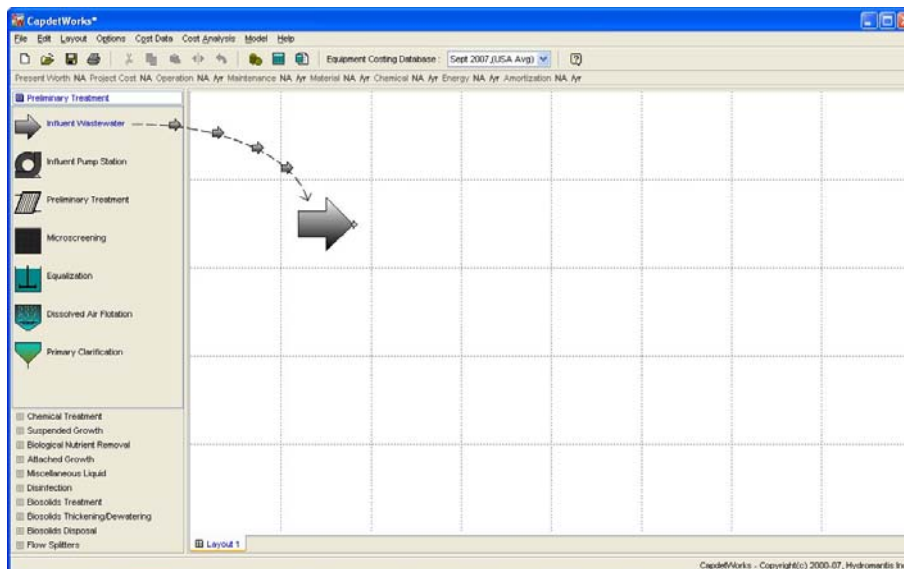 CapdetWorks*
File Edit Layout Options Cost Data Cost Analysis Model Help
Equipment Costing Database : Sept 2007,(USA Avg)
Present Worth NA Project Cost NA Operation NA /yr Maintenance NA /yr Material NA /yr Chemical NA /yr Energy NA /yr Amortization NA /yr
Preliminary Treatment
Influent Wastewater
Influent Pump Station
Preliminary Treatment
Microscreening
Equalization
Dissolved Air Flotation
Primary Clarification
Chemical Treatment
Suspended Growth
Biological Nutrient Removal
Attached Growth
Miscellaneous Liquid
Disinfection
Biosolids Treatment
Biosolids Thickening/Dewatering
Biosolids Disposal
Flow Splitters
Layout 1
CapdetWorks - Copyright(c) 2000-07, Hydromantis Inc